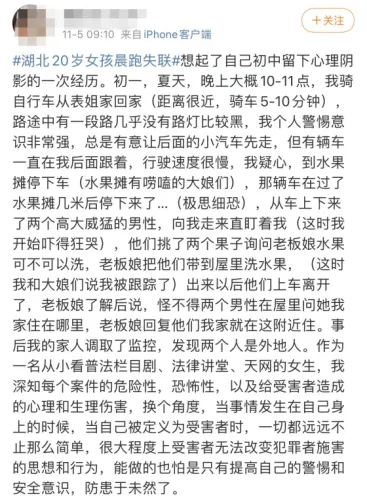 11-5 09:10 来自iPhone客户端
+关注
#湖北20岁女孩晨跑失联#想起了自己初中留下心理阴
影的一次经历。初一，夏天，晚上大概10-11点，我骑
自行车从表姐家回家（距离很近，骑车5-10分钟），
路途中有一段路几乎没有路灯比较黑，我个人警惕意
识非常强，总是有意让后面的小汽车先走，但有辆车
一直在我后面跟着，行驶速度很慢，我疑心，到水果
摊停下车（水果摊有唠嗑的大娘们），那辆车在过了
水果摊几米后停下来了…（极思细恐），从车上下来
了两个高大威猛的男性，向我走来直盯着我（这时我
开始吓得狂哭），他们挑了两个果子询问老板娘水果
可不可以洗，老板娘把他们带到屋里洗水果，（这时
我和大娘们说我被跟踪了）出来以后他们上车离开
了，老板娘了解后说，怪不得两个男性在屋里问她我
家住在哪里，老板娘回复他们我家就在这附近住。事
后我的家人调取了监控，发现两个人是外地人。作为
一名从小看普法栏目剧、法律讲堂、天网的女生，我
深知每个案件的危险性，恐怖性，以及给受害者造成
的心理和生理伤害，换个角度，当事情发生在自己身
上的时候，当自己被定义为受害者时，一切都远远不
止那么简单，很大程度上受害者无法改变犯罪者施害
的思想和行为，能做的也怕是只有提高自己的警惕和
安全意识，防患于未然了。